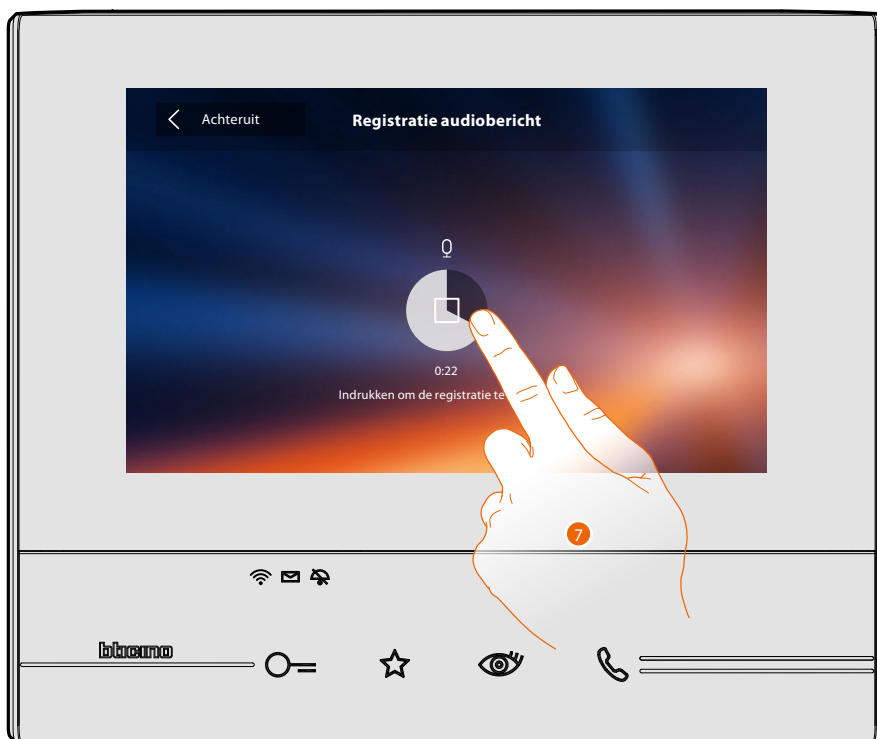 Achteruit
Registratie audiobericht
0:22
Indrukken om de registratie te
7
bticino